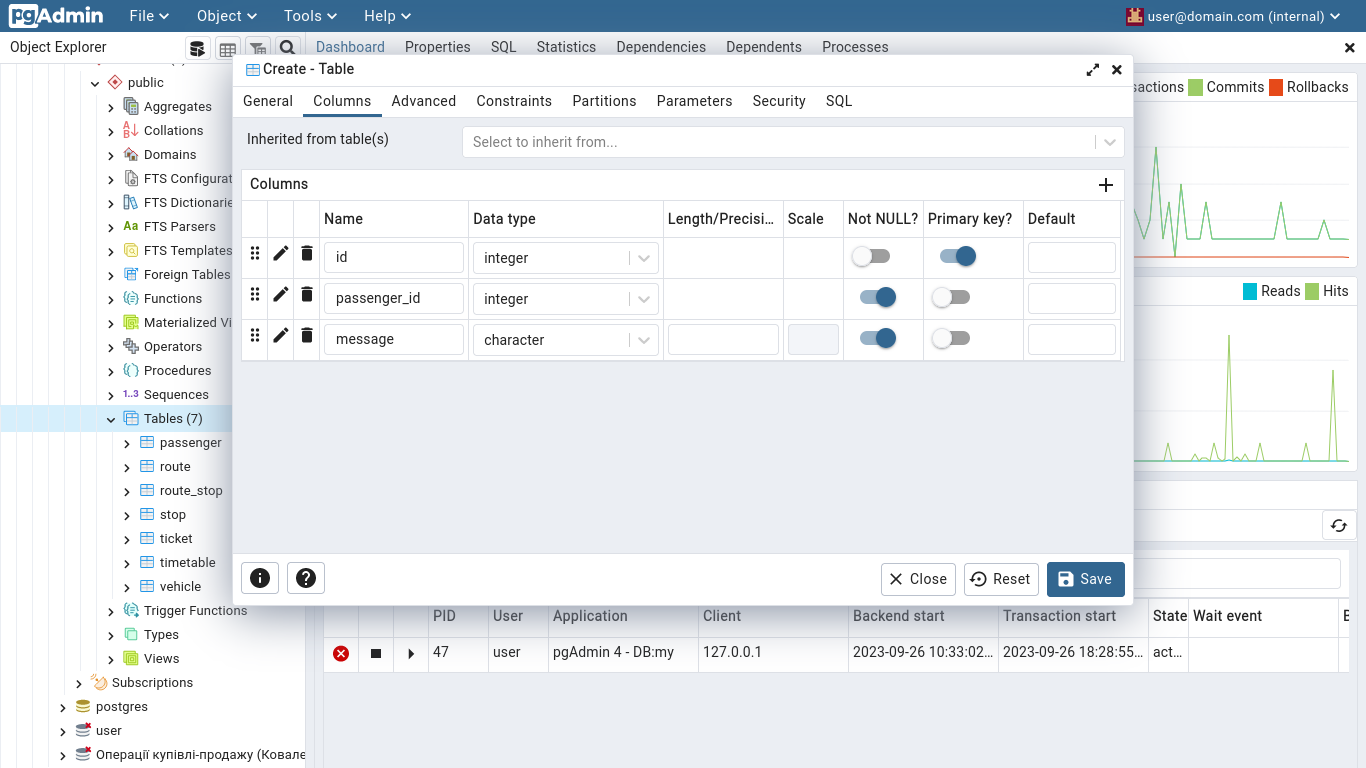 pgAdmin File Object Tools Help user@domain.com (internal)
Object Explorer Dashboard Properties SQL Statistics Dependencies Dependents Processes
public
Aggregates
Collations
Domains
FTS Configurat
FTS Dictionarie
FTS Parsers
FTS Templates
Foreign Tables
Functions
Materialized Vi
Operators
Procedures
1..3 Sequences
Tables (7)
passenger
route
route_stop
stop
ticket
timetable
vehicle
Trigger Functions
Types
Views
Subscriptions
postgres
user
Операції купівлі-продажу (Ковале
Create - Table
General Columns Advanced Constraints Partitions Parameters Security SQL
Inherited from table(s) Select to inherit from...
Columns
Name Data type Length/Precisi... Scale Not NULL? Primary key? Default
id integer
passenger_id integer
message character
Close Reset Save
sactions Commits Rollbacks
Reads Hits
PID User Application Client Backend start Transaction start State Wait event
47 user pgAdmin 4 - DB:my 127.0.0.1 2023-09-26 10:33:02... 2023-09-26 18:28:55... act...